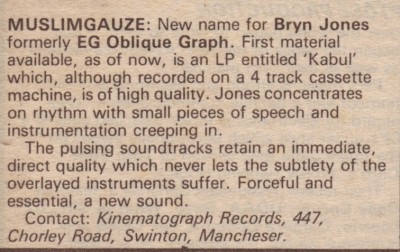 MUSLIMGAUZE: New name for Bryn Jones
formerly EG Oblique Graph. First material
available, as of now, is an LP entitled ‘Kabul’
which, although recorded on a 4 track cassette
machine, is of high quality. Jones concentrates
on rhythm with small pieces of speech and
instrumentation creeping in.
The pulsing soundtracks retain an immediate,
direct quality which never lets the subtlety of the
overlayed instruments suffer. Forceful and
essential, a new sound.
Contact: Kinematograph Records, 447,
Chorley Road, Swinton, Mancheser.